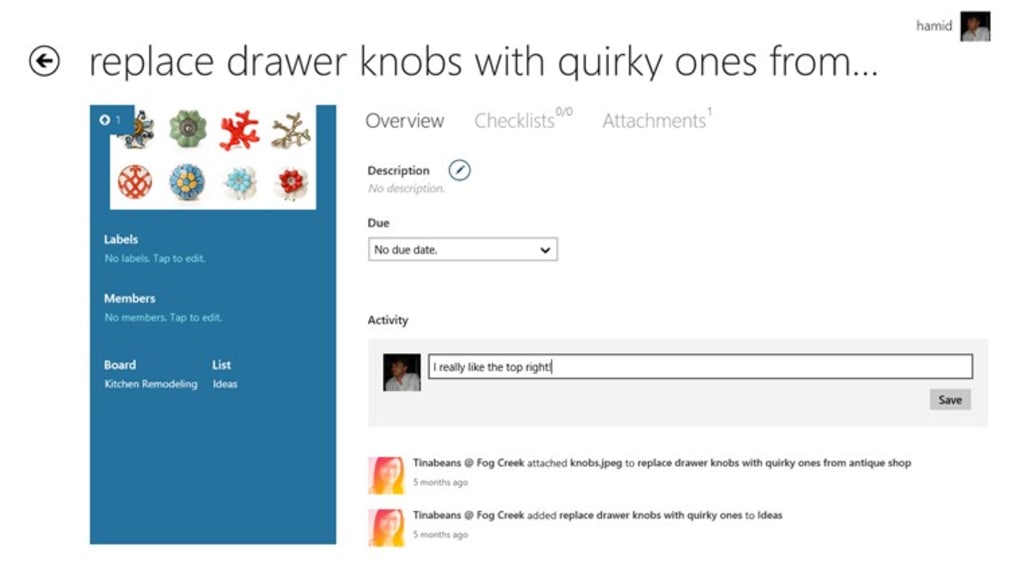 hamid
replace drawer knobs with quirky ones from...
1
Overview
Checklists 0/0
Attachments 1
Description
No description.
Due
No due date.
Labels
No labels. Tap to edit.
Members
No members. Tap to edit.
Board
List
Kitchen Remodeling
Ideas
Activity
I really like the top right!
Save
Tinabeans @ Fog Creek attached knobs.jpeg to replace drawer knobs with quirky ones from antique shop
5 months ago
Tinabeans @ Fog Creek added replace drawer knobs with quirky ones to Ideas
5 months ago